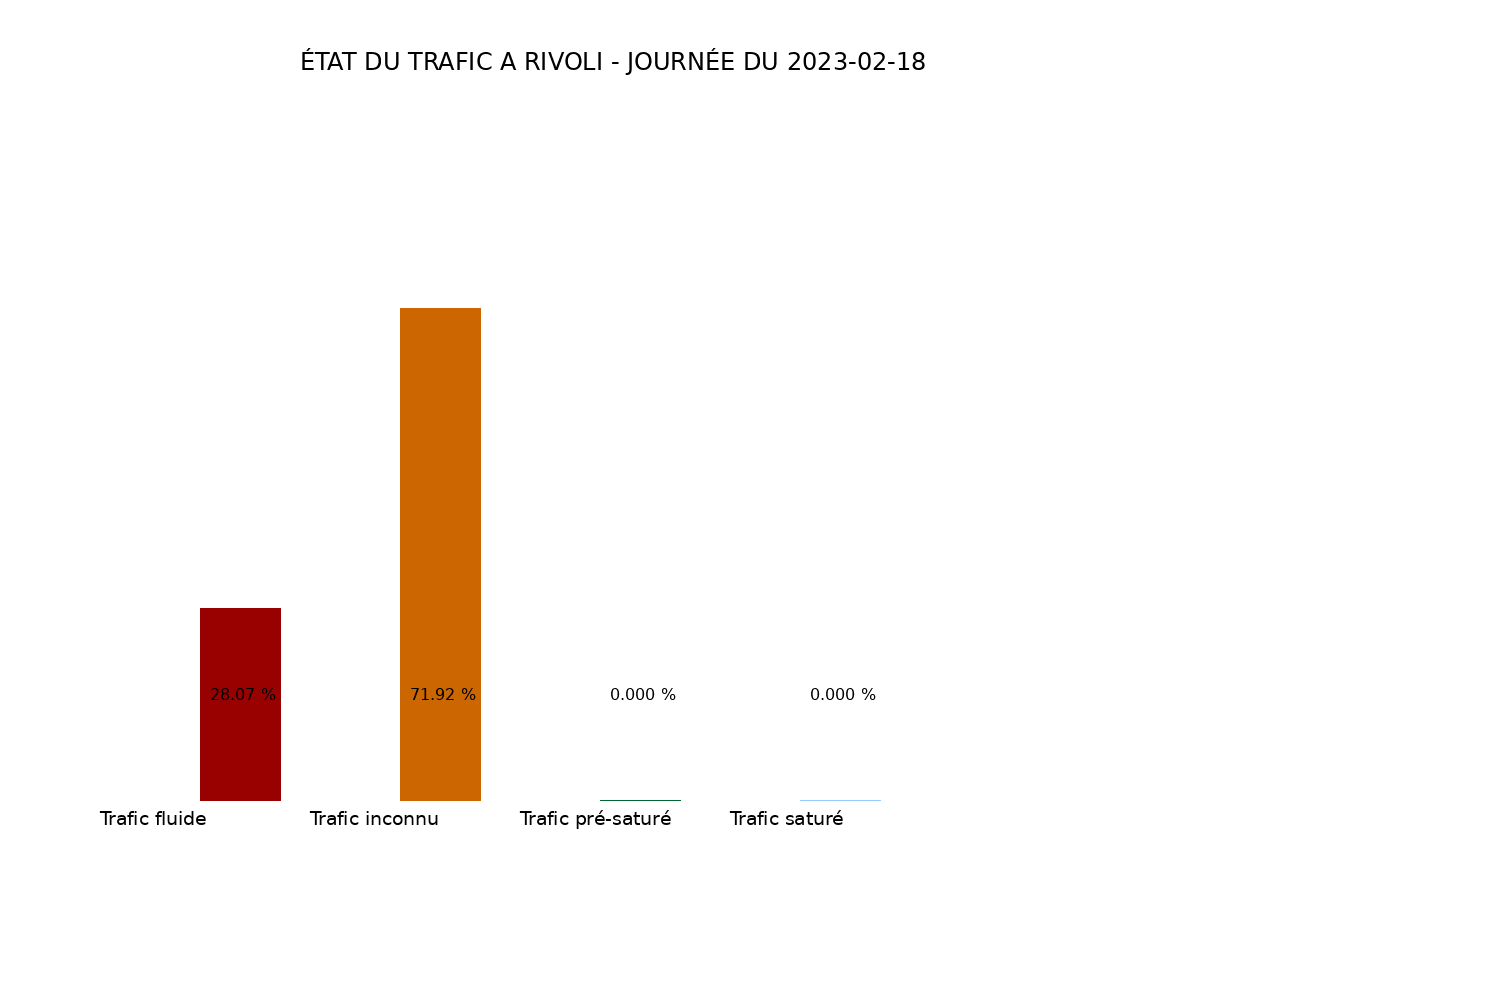 ÉTAT DU TRAFIC A RIVOLI - JOURNÉE DU 2023-02-18
28.07 % 71.92 % 0.000 % 0.000 %
Trafic fluide Trafic inconnu Trafic pré-saturé Trafic saturé